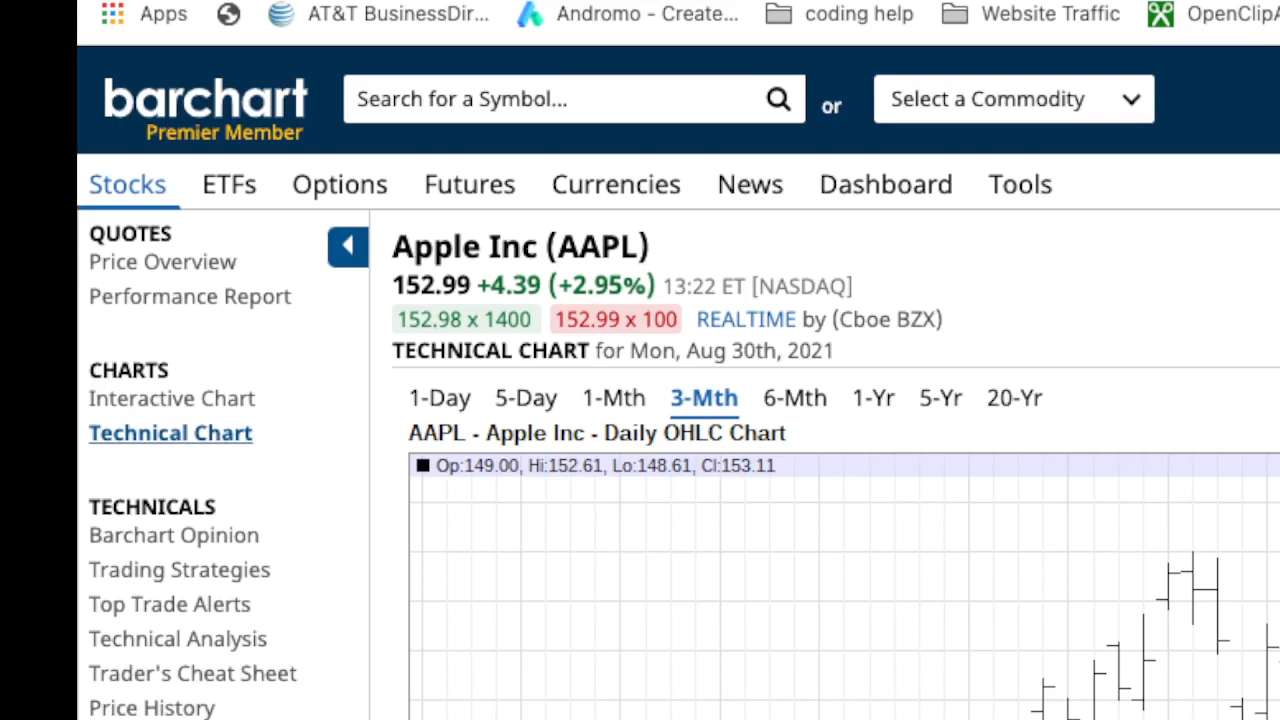 Apps AT&T BusinessDir... Andromo - Create... coding help Website Traffic OpenClipA
barchart
Premier Member
Search for a Symbol... or Select a Commodity
Stocks ETFs Options Futures Currencies News Dashboard Tools
QUOTES
Price Overview
Performance Report
CHARTS
Interactive Chart
Technical Chart
TECHNICALS
Barchart Opinion
Trading Strategies
Top Trade Alerts
Technical Analysis
Trader's Cheat Sheet
Price History
Apple Inc (AAPL)
152.99 +4.39 (+2.95%) 13:22 ET [NASDAQ]
152.98 x 1400 152.99 x 100 REALTIME by (Cboe BZX)
TECHNICAL CHART for Mon, Aug 30th, 2021
1-Day 5-Day 1-Mth 3-Mth 6-Mth 1-Yr 5-Yr 20-Yr
AAPL - Apple Inc - Daily OHLC Chart
Op:149.00, Hi:152.61, Lo:148.61, Cl:153.11